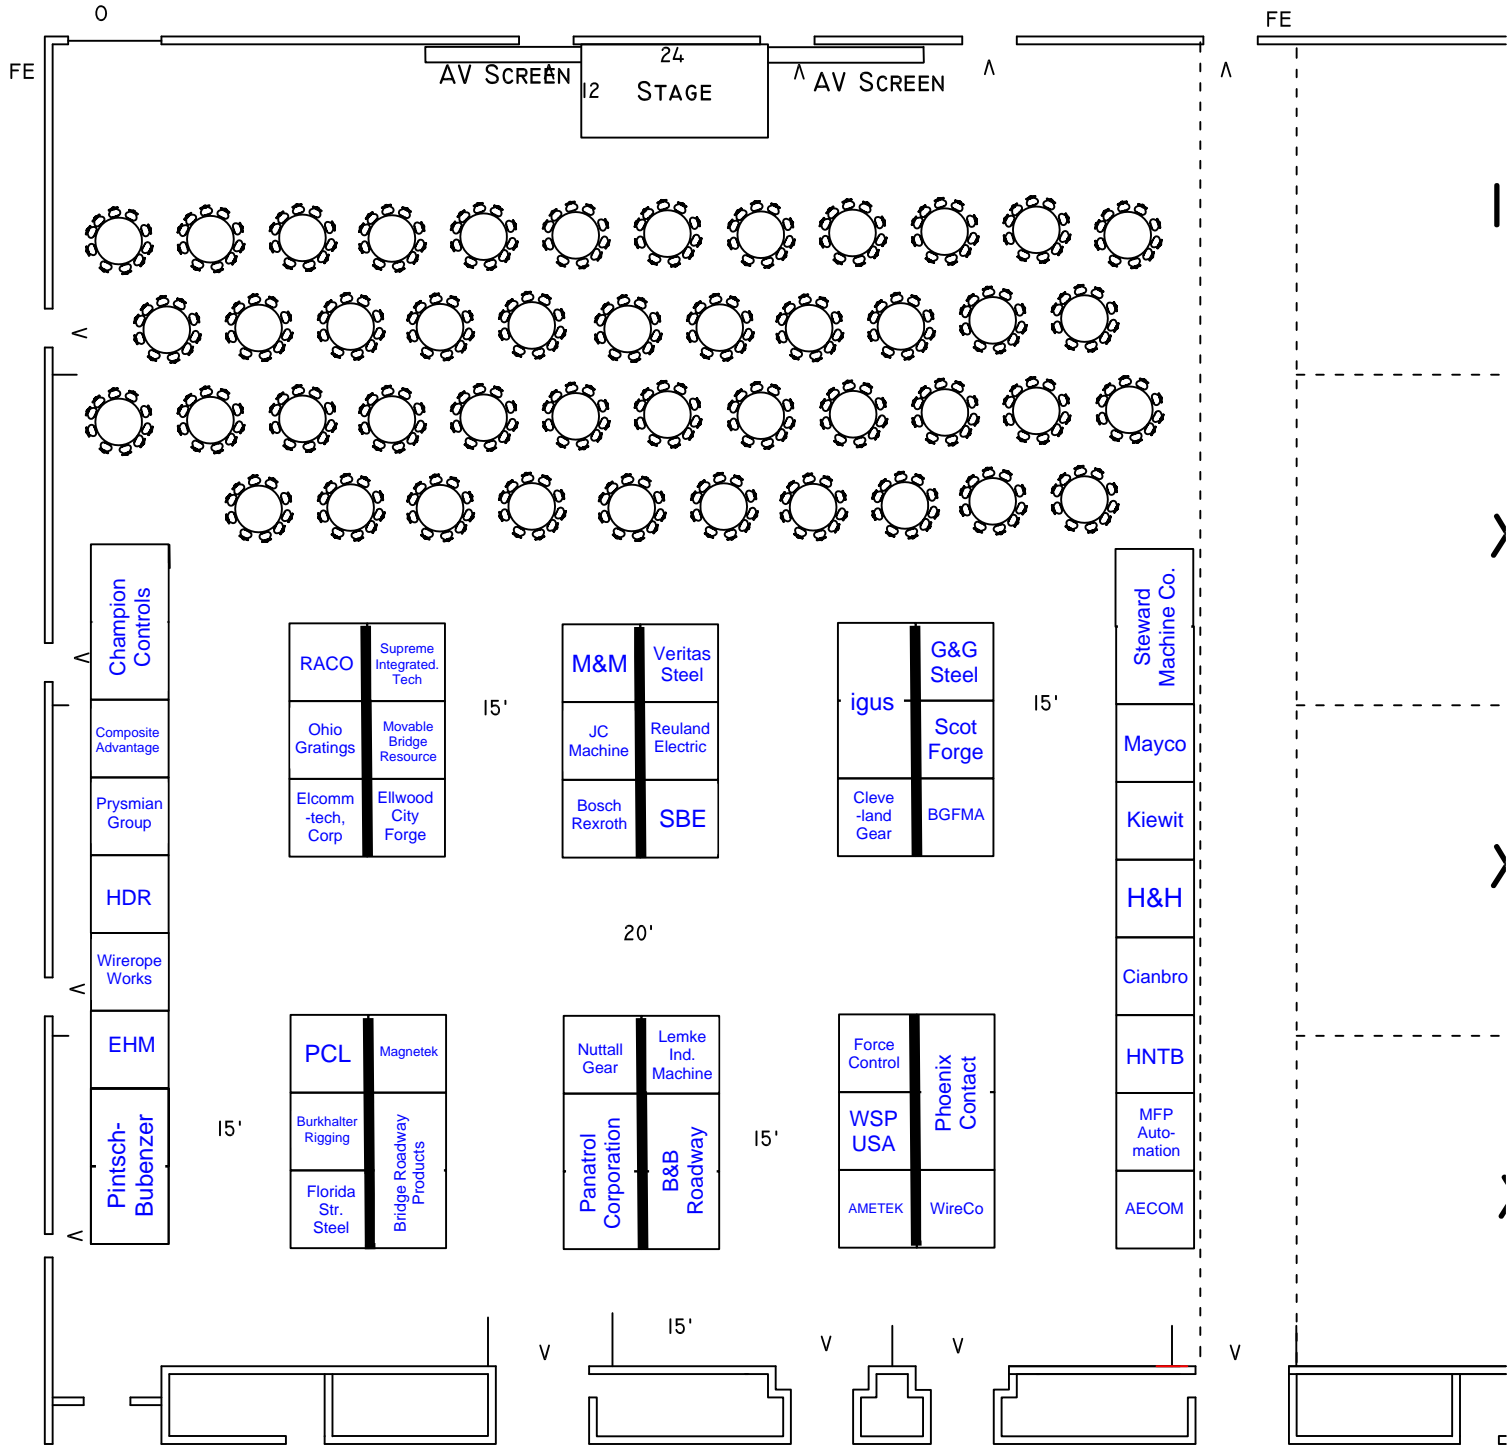 O
FE
FE
24
AV SCREEN
12
STAGE
AV SCREEN
Champion
Controls
Composite
Advantage
Prysmian
Group
HDR
Wirerope
Works
EHM
Pintsch-
Bubenzer
RACO
Supreme
Integrated.
Tech
Ohio
Gratings
Movable
Bridge
Resource
Elcomm
-tech,
Corp
Ellwood
City
Forge
15'
M&M
Veritas
Steel
JC
Machine
Reuland
Electric
Bosch
Rexroth
SBE
igus
G&G
Steel
Scot
Forge
Cleve
-land
Gear
BGFMA
15'
Steward
Machine Co.
Mayco
Kiewit
H&H
Cianbro
HNTB
MFP
Auto-
mation
AECOM
20'
15'
PCL
Magnetek
Burkhalter
Rigging
Bridge Roadway
Products
Florida
Str.
Steel
Nuttall
Gear
Lemke
Ind.
Machine
Panatrol
Corporation
B&B
Roadway
15'
Force
Control
Phoenix
Contact
WSP
USA
AMETEK
WireCo
15'